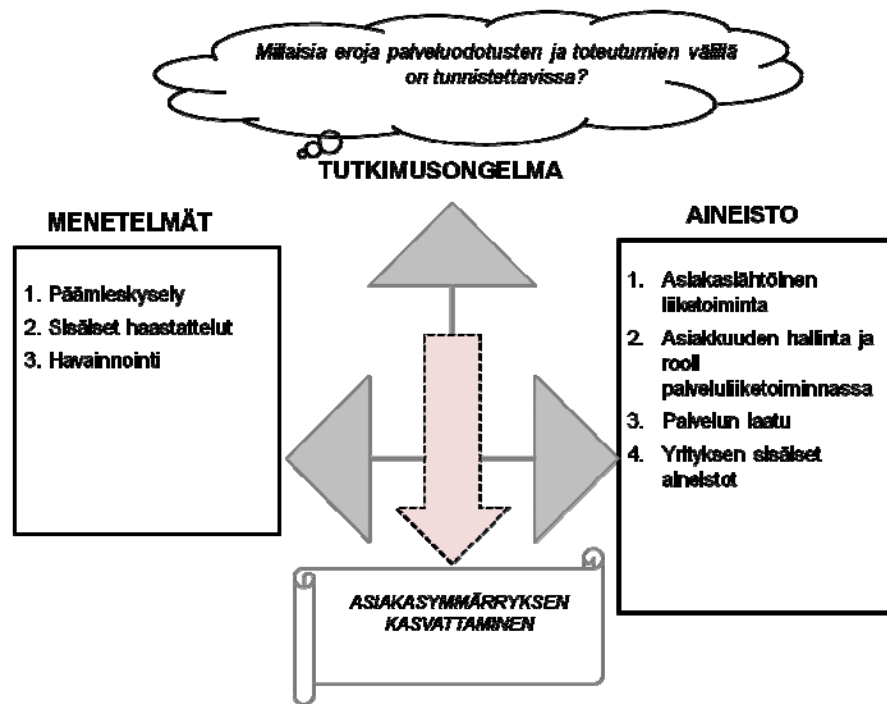 Millaisia eroja palveluodotusten ja toteutumien välillä
on tunnistettavissa?
TUTKIMUSONGELMA
MENETELMÄT
1. Päämieskysely
2. Sisäiset haastattelut
3. Havainnointi
AINEISTO
1. Asiakaslähtöinen
liiketoiminta
2. Asiakkuuden hallinta ja
rooli
palveluliiketoiminnassa
3. Palvelun laatu
4. Yrityksen sisäiset
aineistot
ASIAKASYMMÄRRYKSEN
KASVATTAMINEN